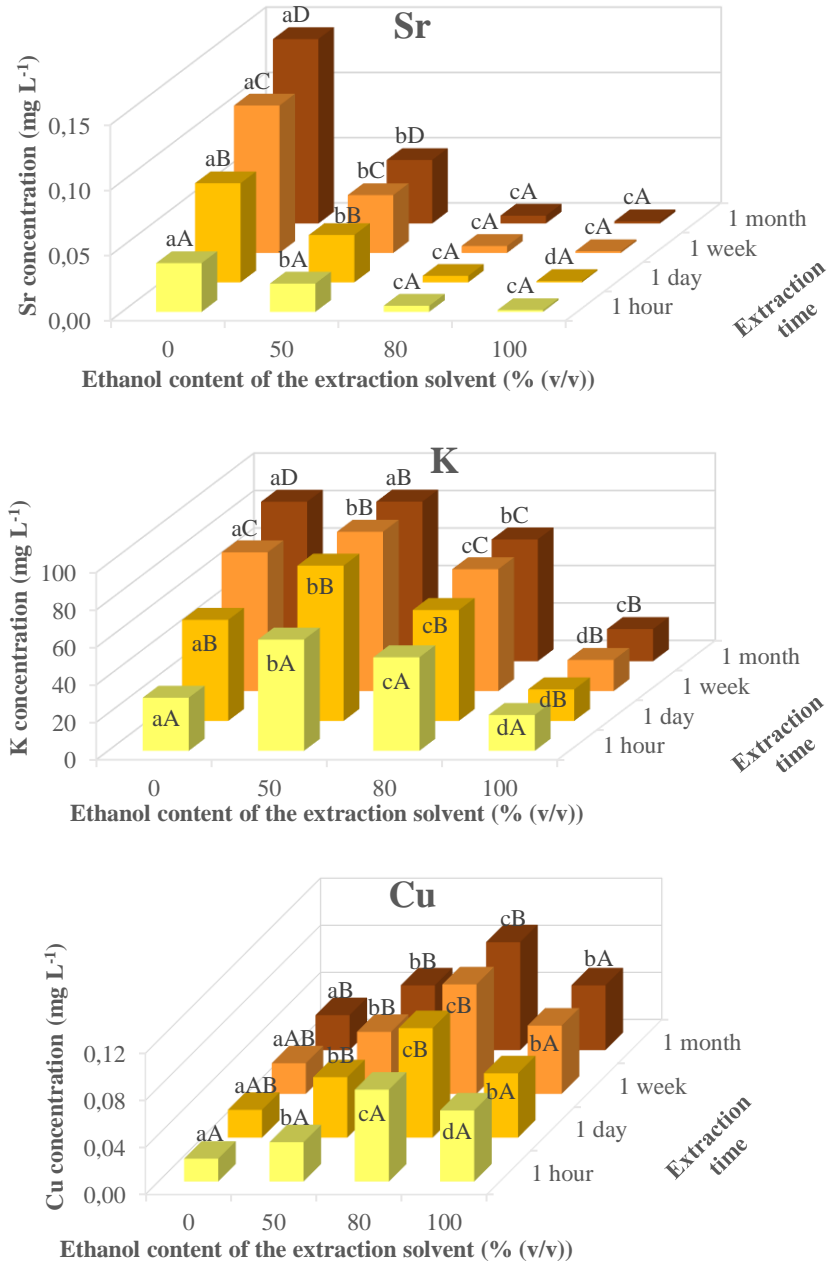 Sr
Sr concentration (mg L-1)
0,15
0,10
0,05
0,00
aD
aC
aB
aA
bD
bC
bB
bA
cA
cA
cA
cA
cA
cA
dA
cA
0
50
80
100
1 month
1 week
1 day
1 hour
Extraction
time
Ethanol content of the extraction solvent (% (v/v))
K
K concentration (mg L-1)
100
80
60
40
20
0
aD
aC
aB
aA
aB
bB
bB
bA
bC
cC
cB
cA
cB
dB
dB
dA
0
50
80
100
1 month
1 week
1 day
1 hour
Extraction
time
Ethanol content of the extraction solvent (% (v/v))
Cu
Cu concentration (mg L-1)
0,12
0,08
0,04
0,00
aB
aAB
aAB
aA
bB
bB
bB
bA
cB
cB
cB
cA
bA
bA
bA
dA
0
50
80
100
1 month
1 week
1 day
1 hour
Extraction
time
Ethanol content of the extraction solvent (% (v/v))